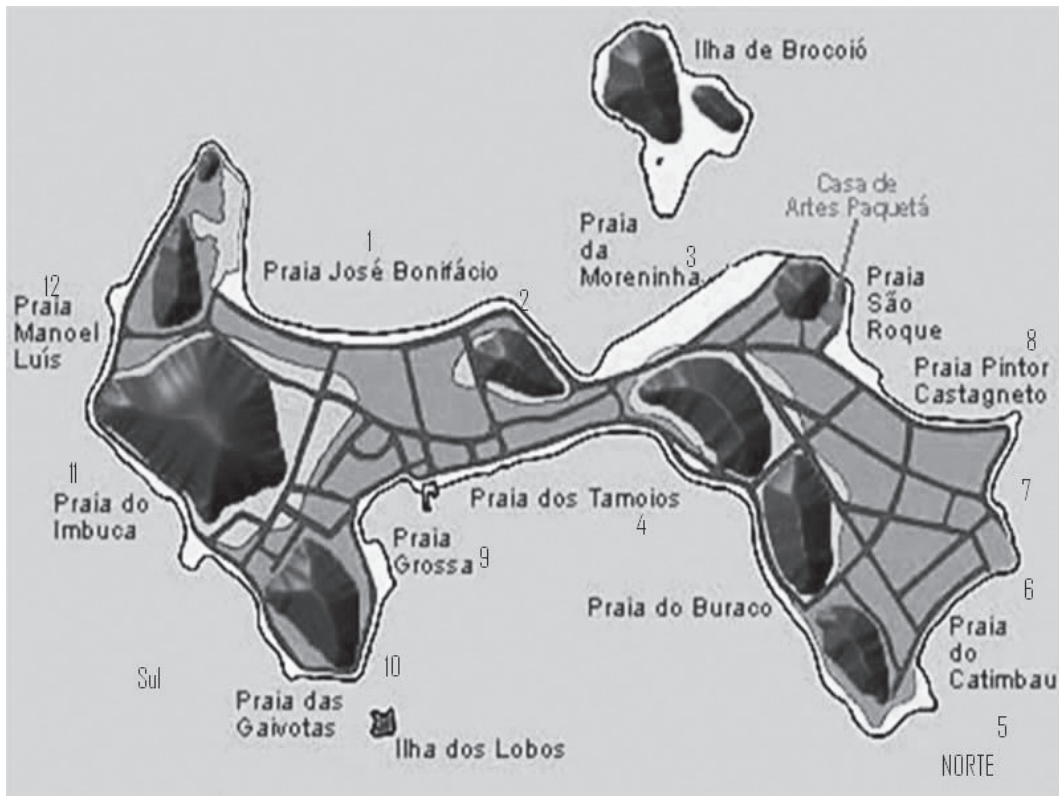 Ilha de Brocoió
Casa de
Artes Paquetá
Praia
da
Moreninha
3
1
Praia José Bonifácio
2
12
Praia
Manoel
Luís
Praia
São
Roque
8
Praia Pintor
Castagneto
11
Praia do
Imbuca
Praia dos Tamoios
4
7
Praia
Grossa
9
Praia do Buraco
6
Praia
do
Catimbau
Sul
10
Praia das
Gaivotas
Ilha dos Lobos
5
NORTE